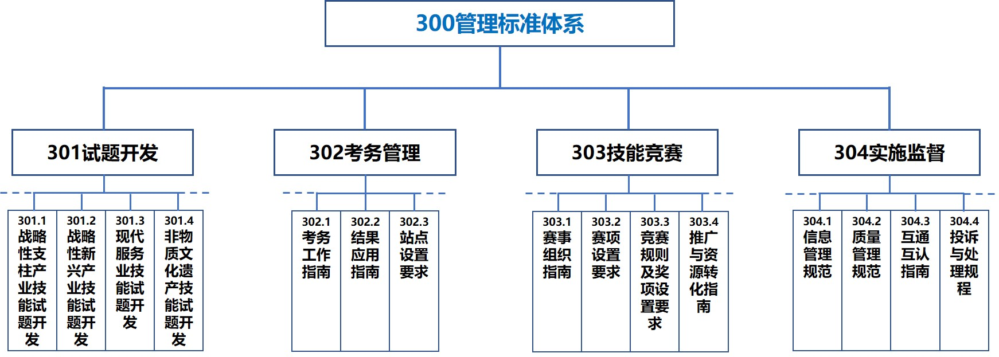 300管理标准体系
301试题开发
302考务管理
303技能竞赛
304实施监督
301.1
战略
性支
柱产
业技
能试
题开
发
301.2
战略
性新
兴产
业技
能试
题开
发
301.3
现代
服务
业技
能试
题开
发
301.4
非物
质文
化遗
产技
能试
题开
发
302.1
考务
工作
指南
302.2
结果
应用
指南
302.3
站点
设置
要求
303.1
赛事
组织
指南
303.2
赛项
设置
要求
303.3
竞赛
规则
及奖
项设
置要
求
303.4
推广
与资
源转
化指
南
304.1
信息
管理
规范
304.2
质量
管理
规范
304.3
互通
互认
指南
304.4
投诉
与处
理规
程